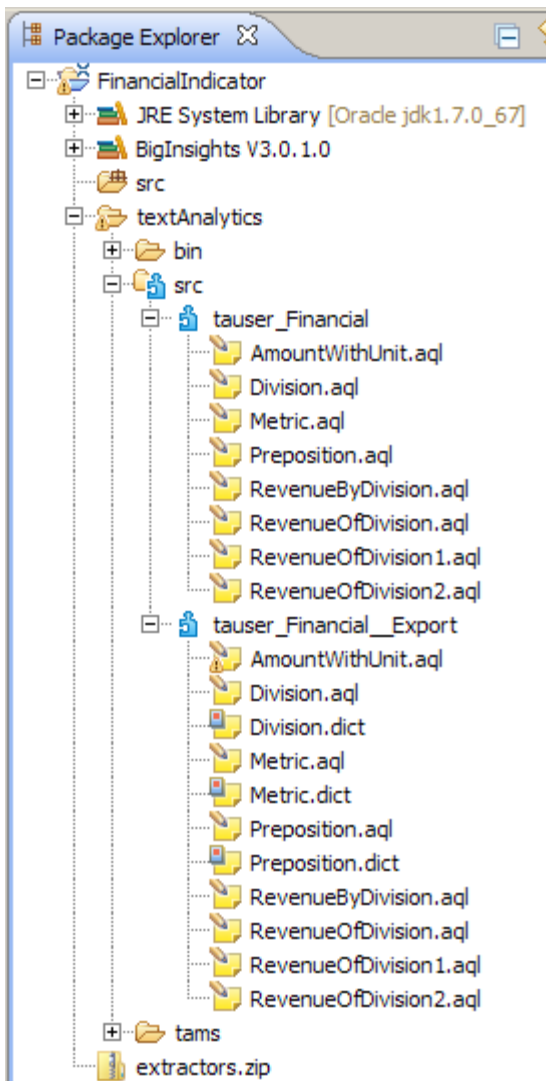 Package Explorer
FinancialIndicator
JRE System Library [Oracle jdk1.7.0_67]
BigInsights V3.0.1.0
src
textAnalytics
bin
src
tauser_Financial
AmountWithUnit.aql
Division.aql
Metric.aql
Preposition.aql
RevenueByDivision.aql
RevenueOfDivision.aql
RevenueOfDivision1.aql
RevenueOfDivision2.aql
tauser_Financial__Export
AmountWithUnit.aql
Division.aql
Division.dict
Metric.aql
Metric.dict
Preposition.aql
Preposition.dict
RevenueByDivision.aql
RevenueOfDivision.aql
RevenueOfDivision1.aql
RevenueOfDivision2.aql
tams
extractors.zip